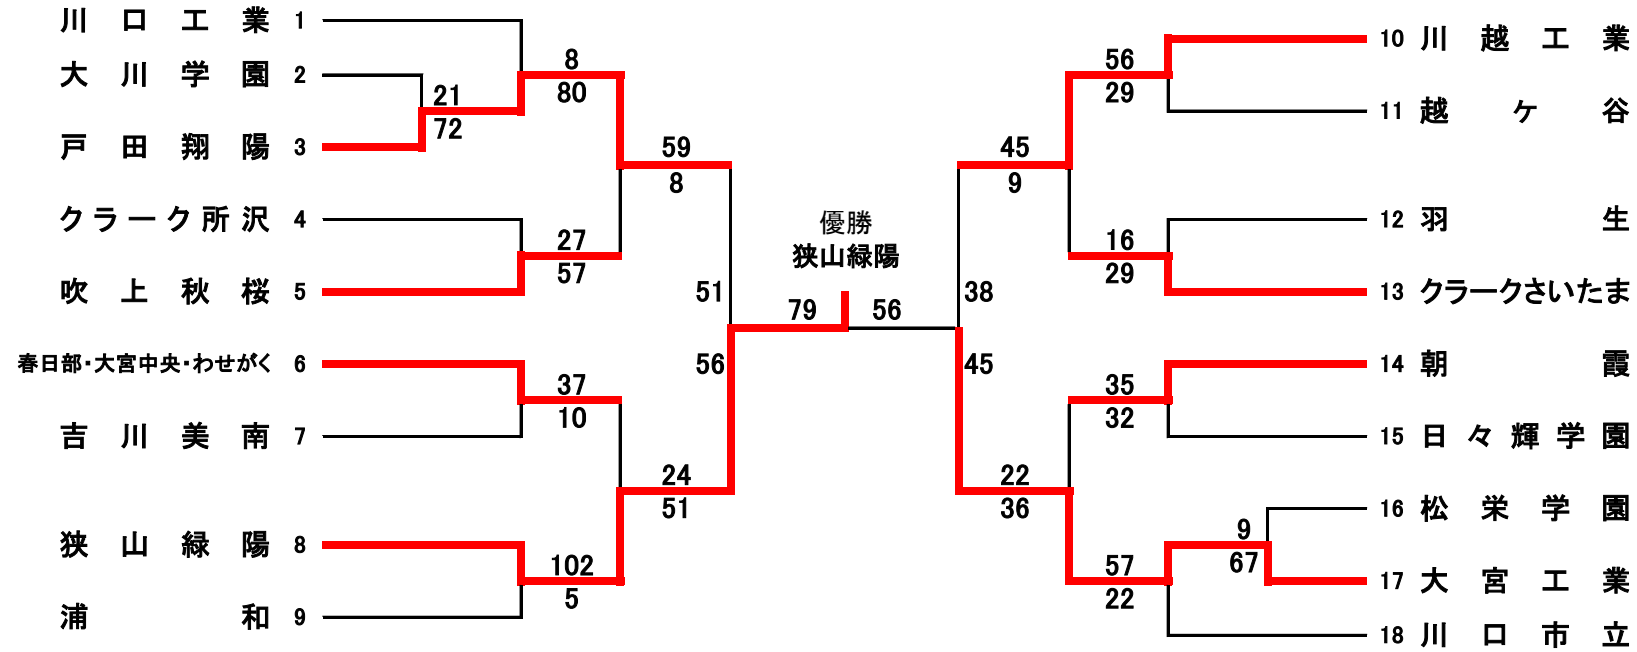 川口工業 1
大川学園 2
戸田翔陽 3
クラーク所沢 4
吹上秋桜 5
春日部・大宮中央・わせがく 6
吉川美南 7
狭山緑陽 8
浦和 9
21
72
8
80
27
57
37
10
102
5
59
8
24
51
51
56
優勝
狭山緑陽
79 56
38
45
45
9
22
36
56
29
16
29
35
32
57
22
9
67
10 川越工業
11 越ケ谷
12 羽生
13 クラークさいたま
14 朝霞
15 日々輝学園
16 松栄学園
17 大宮工業
18 川口市立